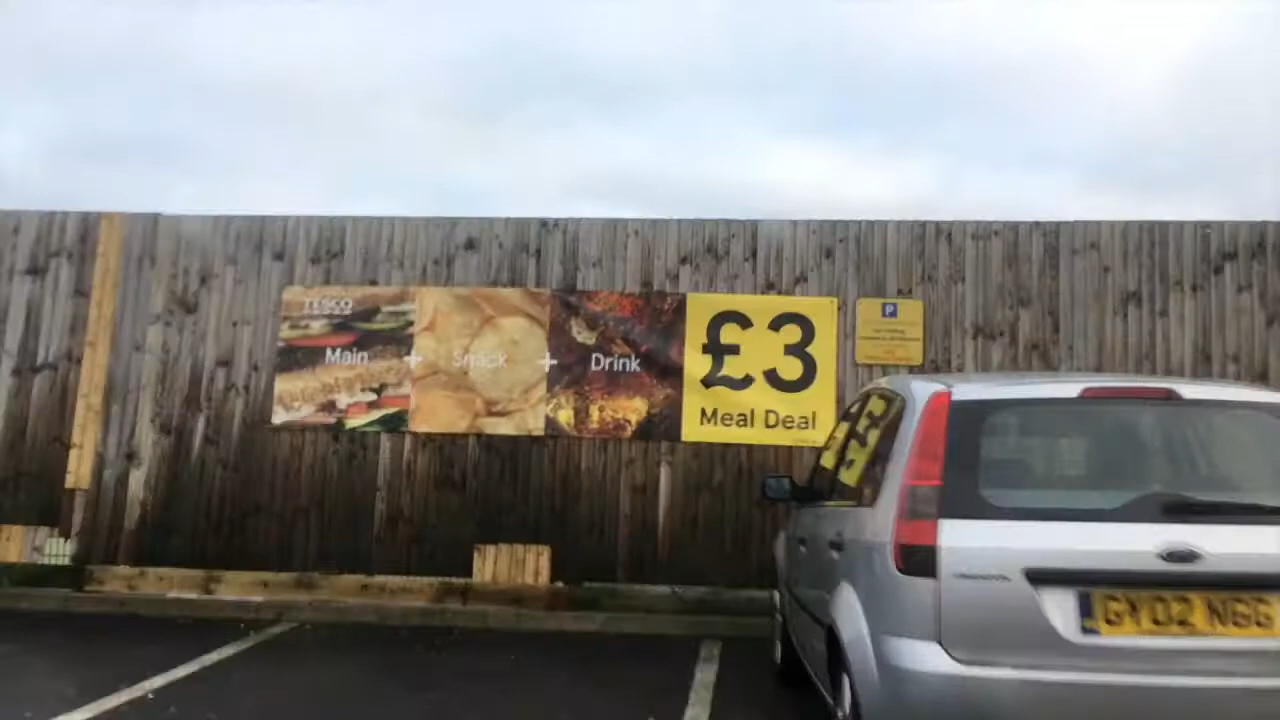 TESCO
Main + Snack + Drink
£3
Meal Deal
P
GY02 NGG